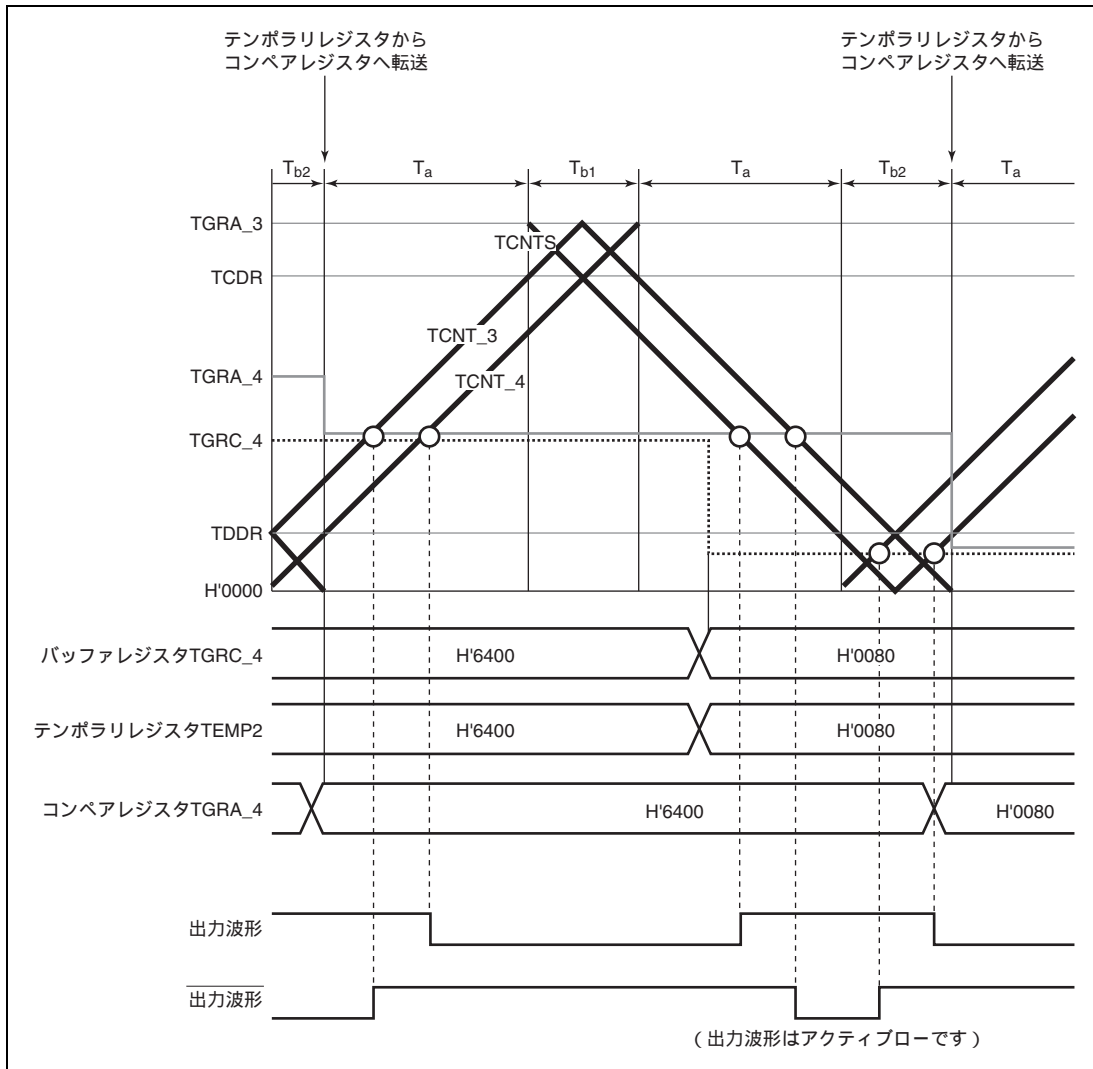 テンポラリレジスタから
コンペアレジスタへ転送
テンポラリレジスタから
コンペアレジスタへ転送
Tb2
Ta
Tb1
Ta
Tb2
Ta
TGRA_3
TCNTS
TCDR
TCNT_3
TGRA_4
TCNT_4
TGRC_4
TDDR
H'0000
バッファレジスタTGRC_4
H'6400
H'0080
テンポラリレジスタTEMP2
H'6400
H'0080
コンペアレジスタTGRA_4
H'6400
H'0080
出力波形
出力波形
（出力波形はアクティブローです）